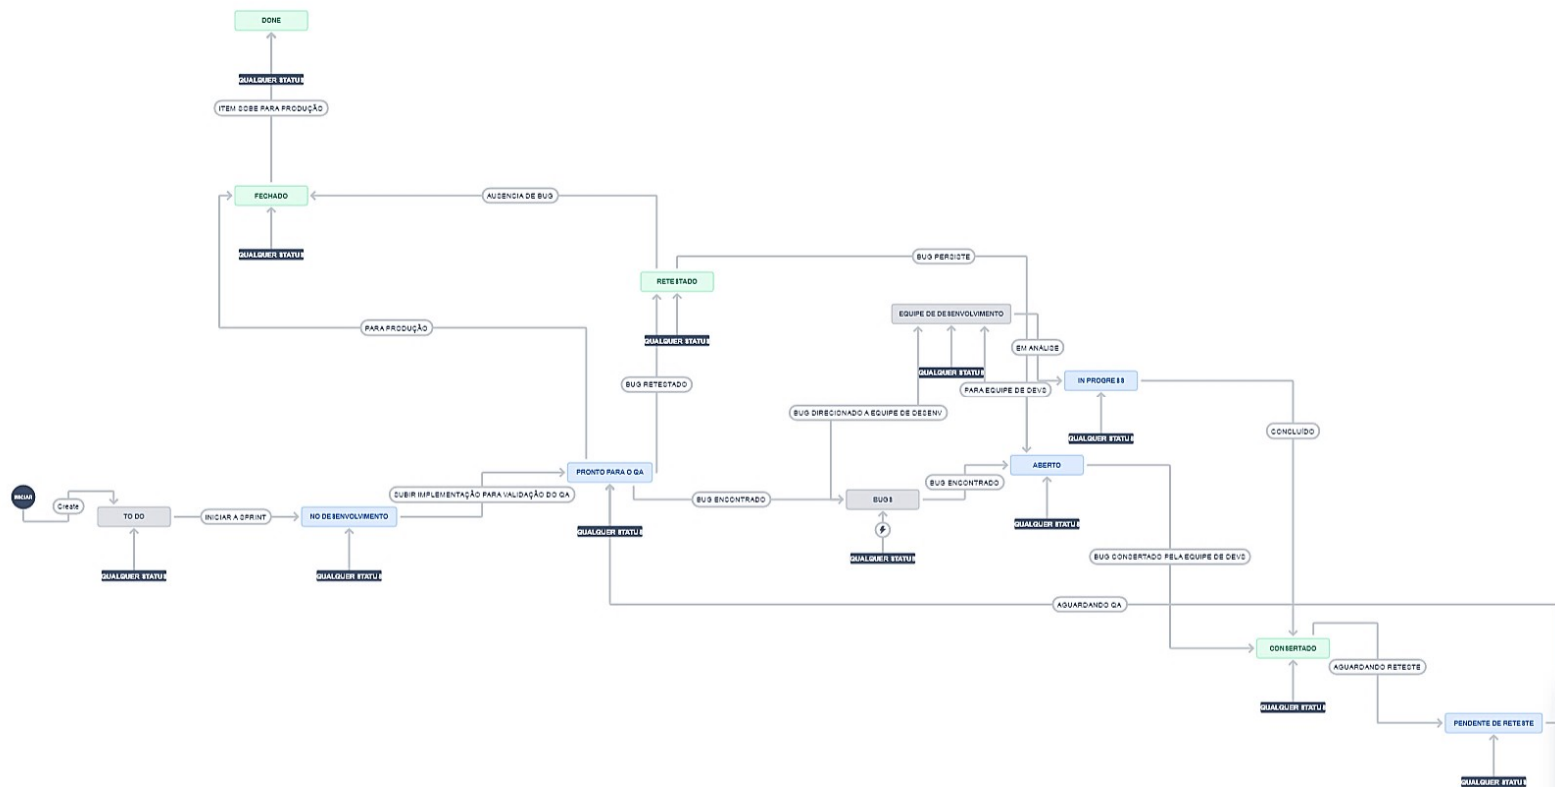 DONE
QUALQUER STATUS
ITEM SOBE PARA PRODUÇÃO
FECHADO
AUSENCIA DE BUG
QUALQUER STATUS
BUG PERSISTE
RETESTADO
EQUIPE DE DESENVOLVIMENTO
PARA PRODUÇÃO
QUALQUER STATUS
EM ANÁLISE
QUALQUER STATUS
IN PROGRESS
BUG RETESTADO
PARA EQUIPE DE DEVS
BUG DIRECIONADO A EQUIPE DE DESENV
CONCLUÍDO
QUALQUER STATUS
PRONTO PARA O QA
ABERTO
BUG ENCONTRADO
INICIAR
Create
SUBIR IMPLEMENTAÇÃO PARA VALIDAÇÃO DO QA
BUG ENCONTRADO
BUGS
TO DO
INICIAR A SPRINT
NO DESENVOLVIMENTO
QUALQUER STATUS
QUALQUER STATUS
QUALQUER STATUS
BUG CONSERTADO PELA EQUIPE DE DEVS
QUALQUER STATUS
QUALQUER STATUS
AGUARDANDO QA
CONSERTADO
AGUARDANDO RETESTE
QUALQUER STATUS
PENDENTE DE RETESTE
QUALQUER STATUS